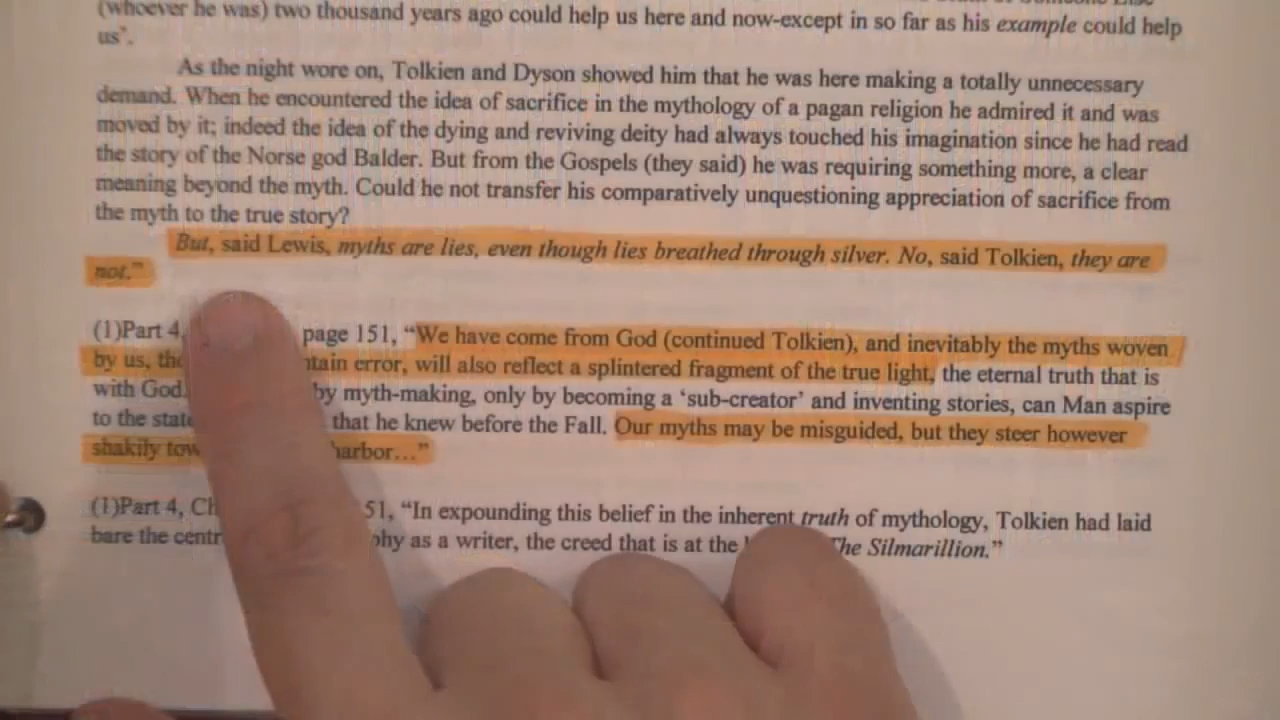 (whoever he was) two thousand years ago could help us here and now-except in so far as his example could help
us'.
As the night wore on, Tolkien and Dyson showed him that he was here making a totally unnecessary
demand. When he encountered the idea of sacrifice in the mythology of a pagan religion he admired it and was
moved by it; indeed the idea of the dying and reviving deity had always touched his imagination since he had read
the story of the Norse god Balder. But from the Gospels (they said) he was requiring something more, a clear
meaning beyond the myth. Could he not transfer his comparatively unquestioning appreciation of sacrifice from
the myth to the true story?
But, said Lewis, myths are lies, even though lies breathed through silver. No, said Tolkien, they are
not."
(1)Part 4, page 151, "We have come from God (continued Tolkien), and inevitably the myths woven
by us, error, will also reflect a splintered fragment of the true light, the eternal truth that is
with God. by myth-making, only by becoming a 'sub-creator' and inventing stories, can Man aspire
to the that he knew before the Fall. Our myths may be misguided, but they steer however
shakily
(1)Part 4, "In expounding this belief in the inherent truth of mythology, Tolkien had laid
bare the as a writer, the creed that is at the The Silmarillion."